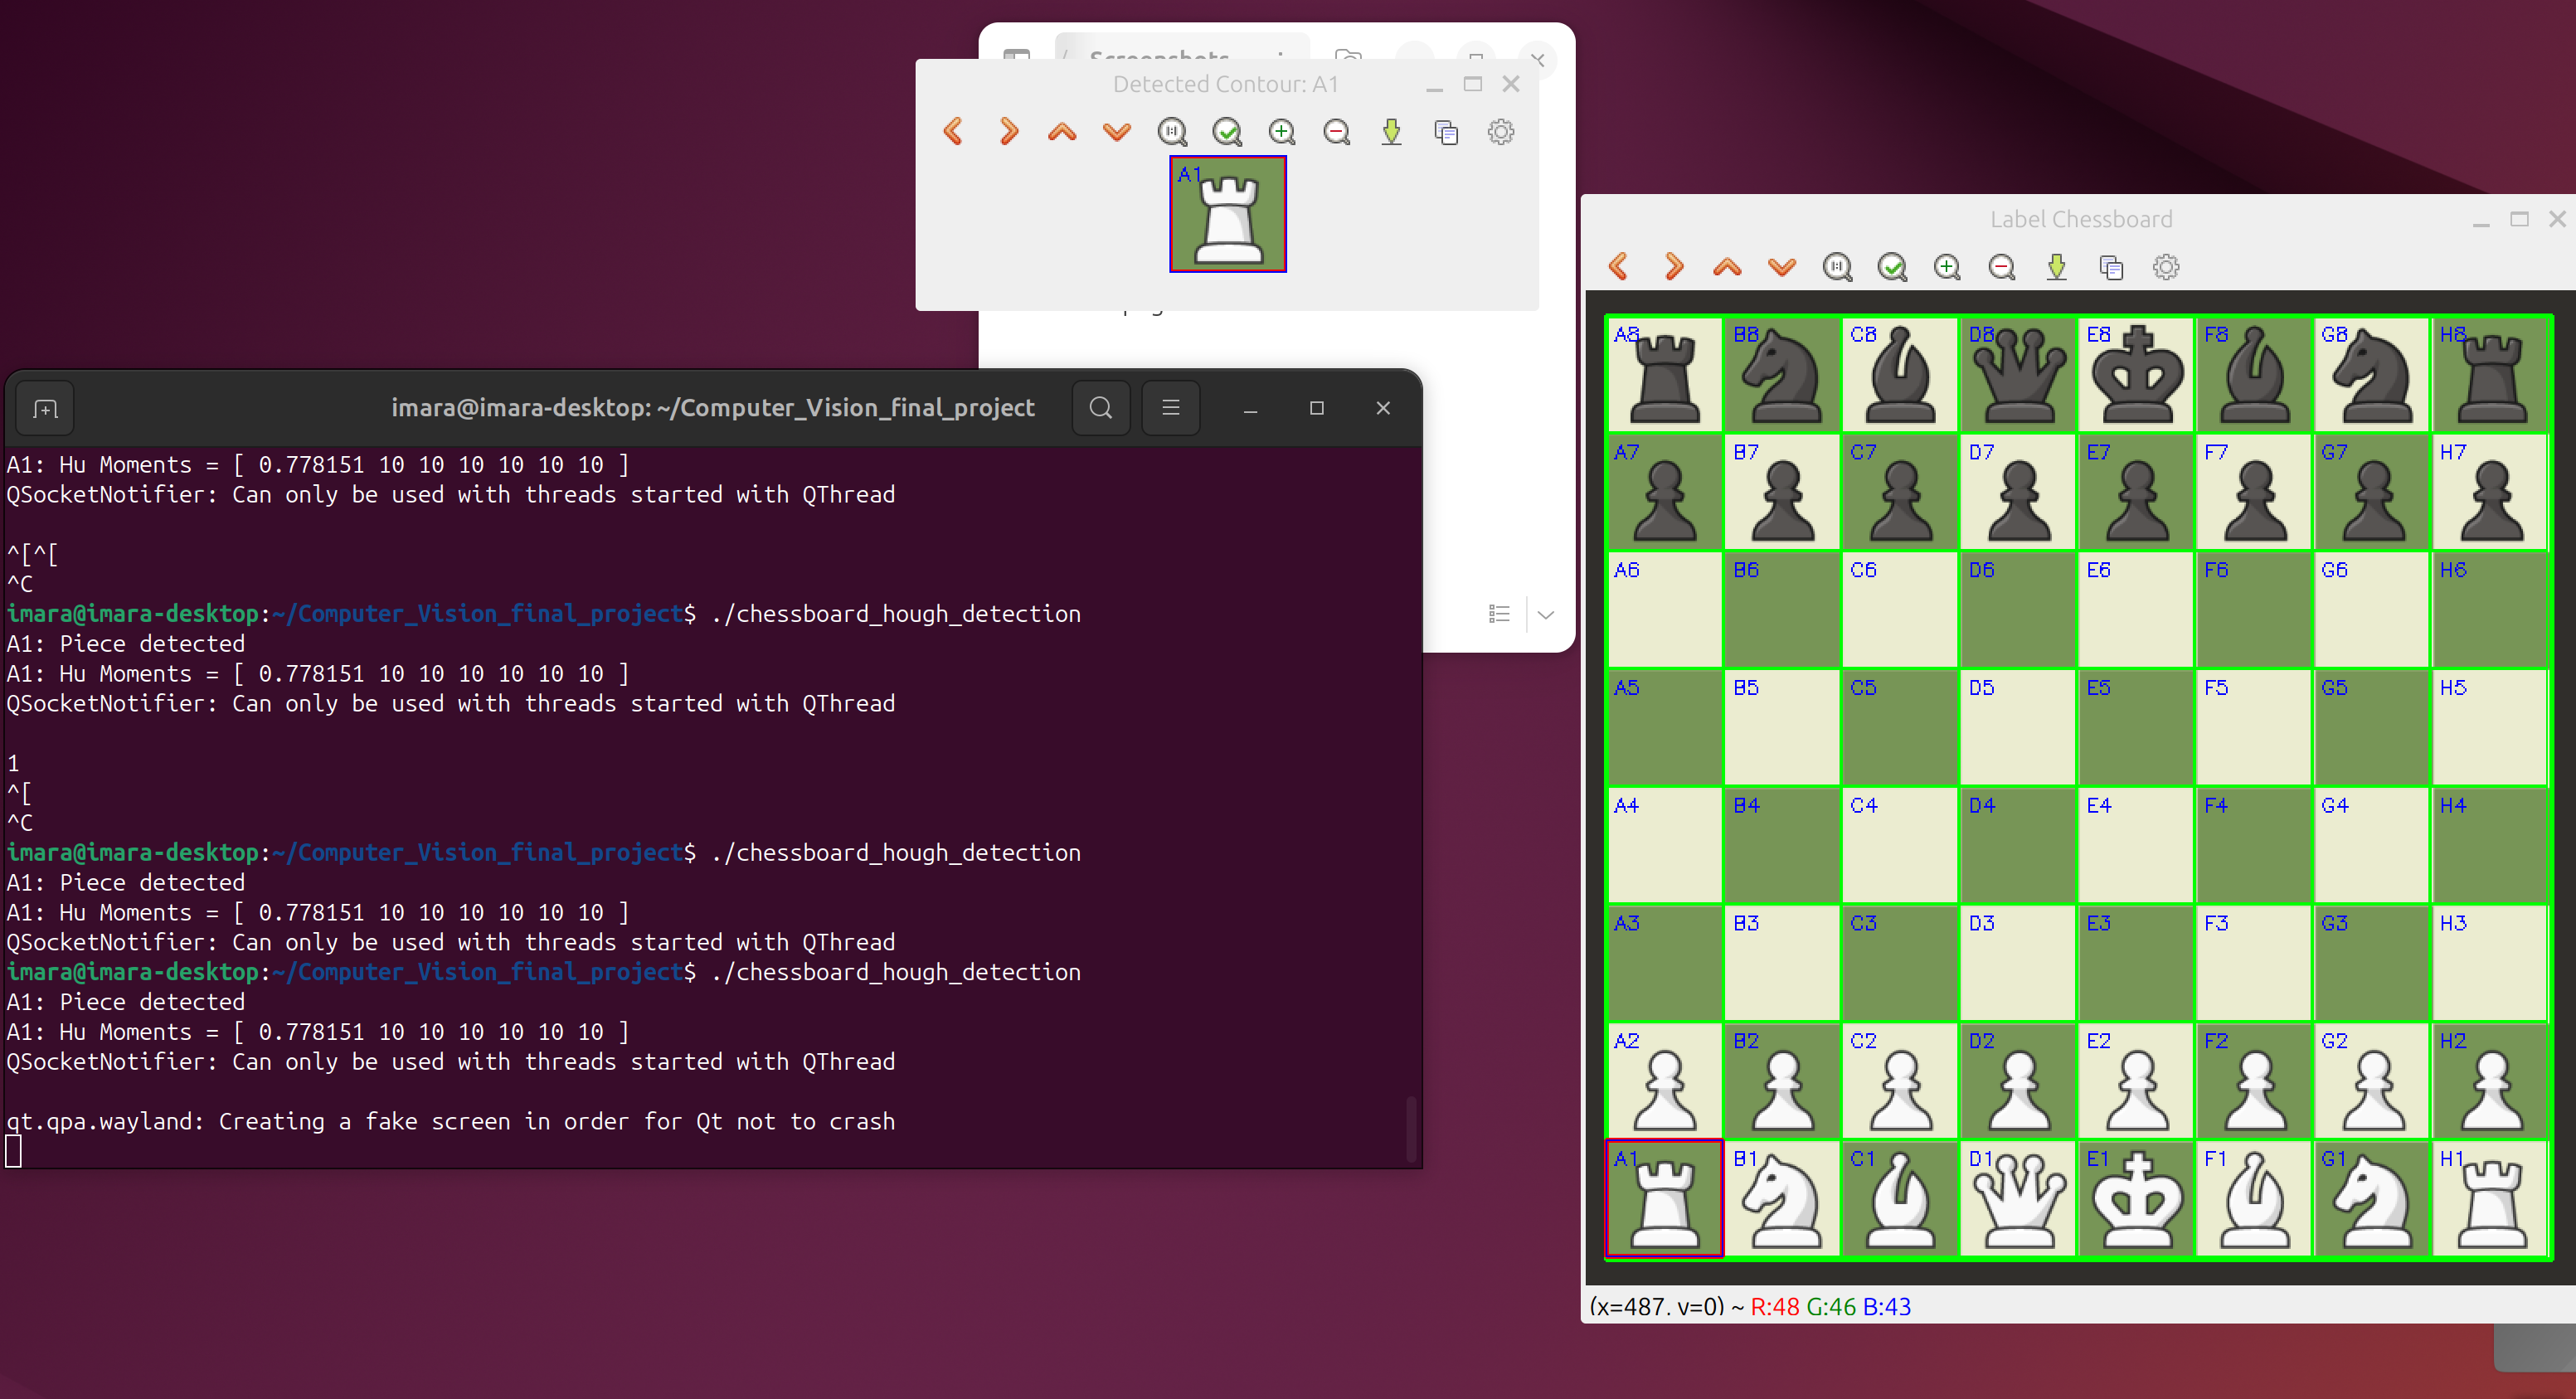 Screenshots
Detected Contour: A1
A1
Label Chessboard
imara@imara-desktop: ~/Computer_Vision_final_project
A1: Hu Moments = [ 0.778151 10 10 10 10 10 10 ]
QSocketNotifier: Can only be used with threads started with QThread
^[^[
^C
imara@imara-desktop:~/Computer_Vision_final_project$ ./chessboard_hough_detection
A1: Piece detected
A1: Hu Moments = [ 0.778151 10 10 10 10 10 10 ]
QSocketNotifier: Can only be used with threads started with QThread
1
^[
^C
imara@imara-desktop:~/Computer_Vision_final_project$ ./chessboard_hough_detection
A1: Piece detected
A1: Hu Moments = [ 0.778151 10 10 10 10 10 10 ]
QSocketNotifier: Can only be used with threads started with QThread
imara@imara-desktop:~/Computer_Vision_final_project$ ./chessboard_hough_detection
A1: Piece detected
A1: Hu Moments = [ 0.778151 10 10 10 10 10 10 ]
QSocketNotifier: Can only be used with threads started with QThread
qt.qpa.wayland: Creating a fake screen in order for Qt not to crash
A8 B8 C8 D8 E8 F8 G8 H8
A7 B7 C7 D7 E7 F7 G7 H7
A6 B6 C6 D6 E6 F6 G6 H6
A5 B5 C5 D5 E5 F5 G5 H5
A4 B4 C4 D4 E4 F4 G4 H4
A3 B3 C3 D3 E3 F3 G3 H3
A2 B2 C2 D2 E2 F2 G2 H2
A1 B1 C1 D1 E1 F1 G1 H1
(x=487, y=0) ~ R:48 G:46 B:43